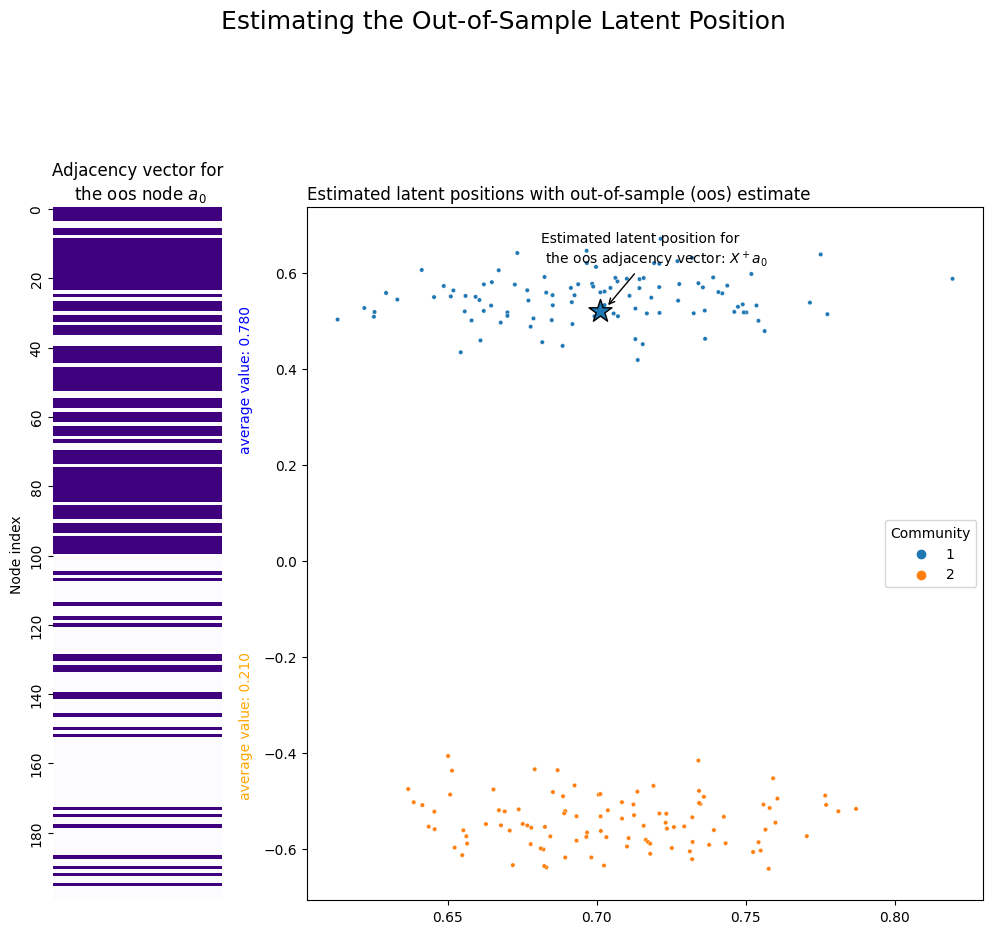 Estimating the Out-of-Sample Latent Position
Adjacency vector for
the oos node $a_0$
Node index
0
20
40
60
80
100
120
140
160
180
average value: 0.780
average value: 0.210
Estimated latent positions with out-of-sample (oos) estimate
Estimated latent position for
the oos adjacency vector: $X^+a_0$
0.6
0.4
0.2
0.0
−0.2
−0.4
−0.6
0.65
0.70
0.75
0.80
Community
1
2